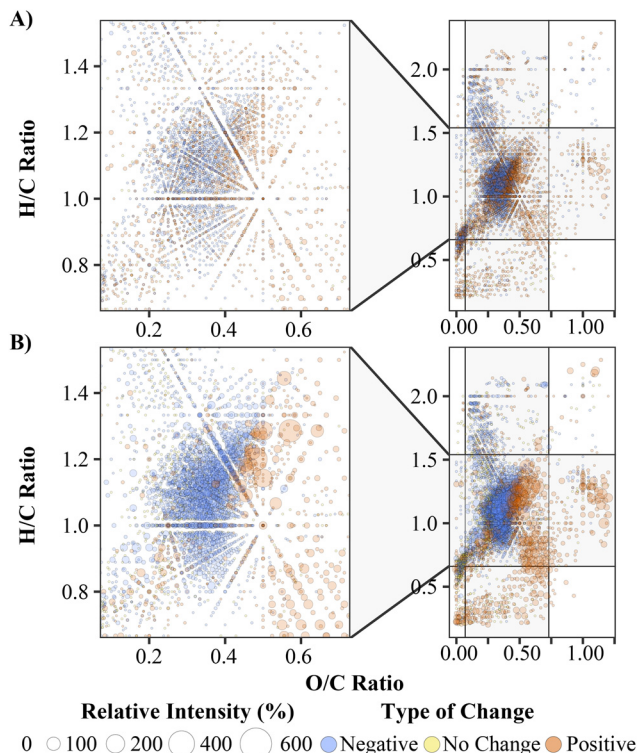 A)
H/C Ratio
1.4
1.2
1.0
0.8
0.2 0.4 0.6
2.0
1.5
1.0
0.5
0.00 0.50 1.00
B)
H/C Ratio
1.4
1.2
1.0
0.8
0.2 0.4 0.6
2.0
1.5
1.0
0.5
0.00 0.50 1.00
O/C Ratio
Relative Intensity (%) Type of Change
0 100 200 400 600 Negative No Change Positive